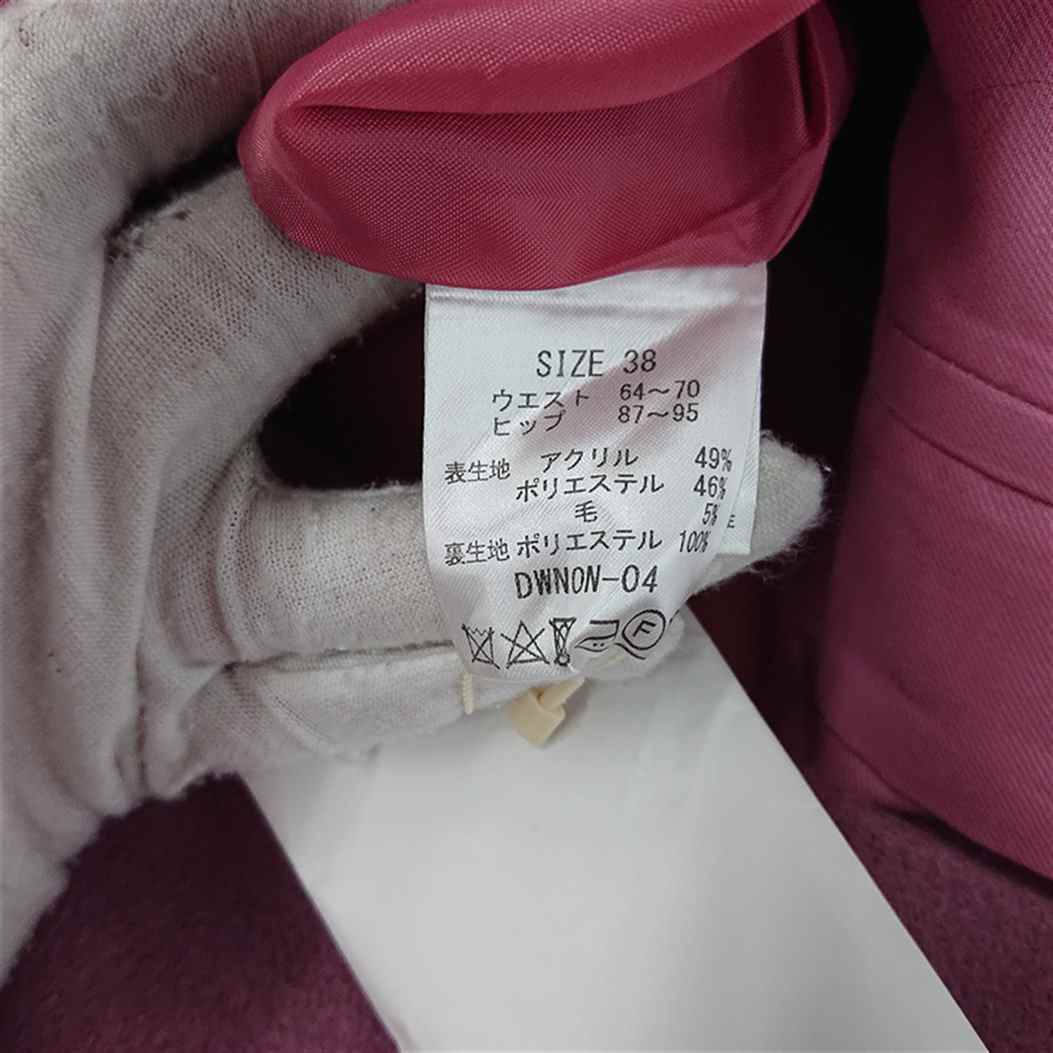 SIZE 38
ウエスト 64～70
ヒップ 87～95
表生地 アクリル 49%
ポリエステル 46%
毛 5%
裏生地 ポリエステル 100%
DWNON-04
F
E